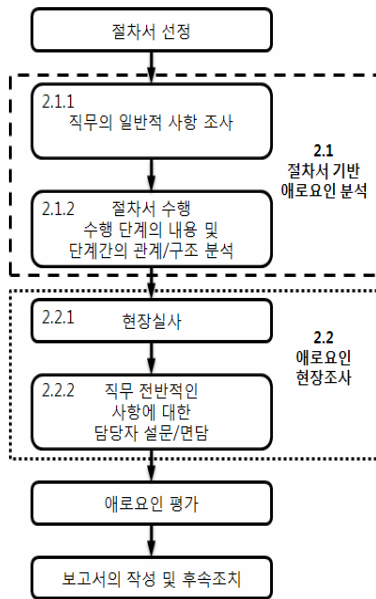 절차서 선정
2.1.1
직무의 일반적 사항 조사
2.1
절차서 기반
애로요인 분석
2.1.2 절차서 수행
수행 단계의 내용 및
단계간의 관계/구조 분석
2.2.1 현장실사
2.2
애로요인
현장조사
2.2.2 직무 전반적인
사항에 대한
담당자 설문/면담
애로요인 평가
보고서의 작성 및 후속조치